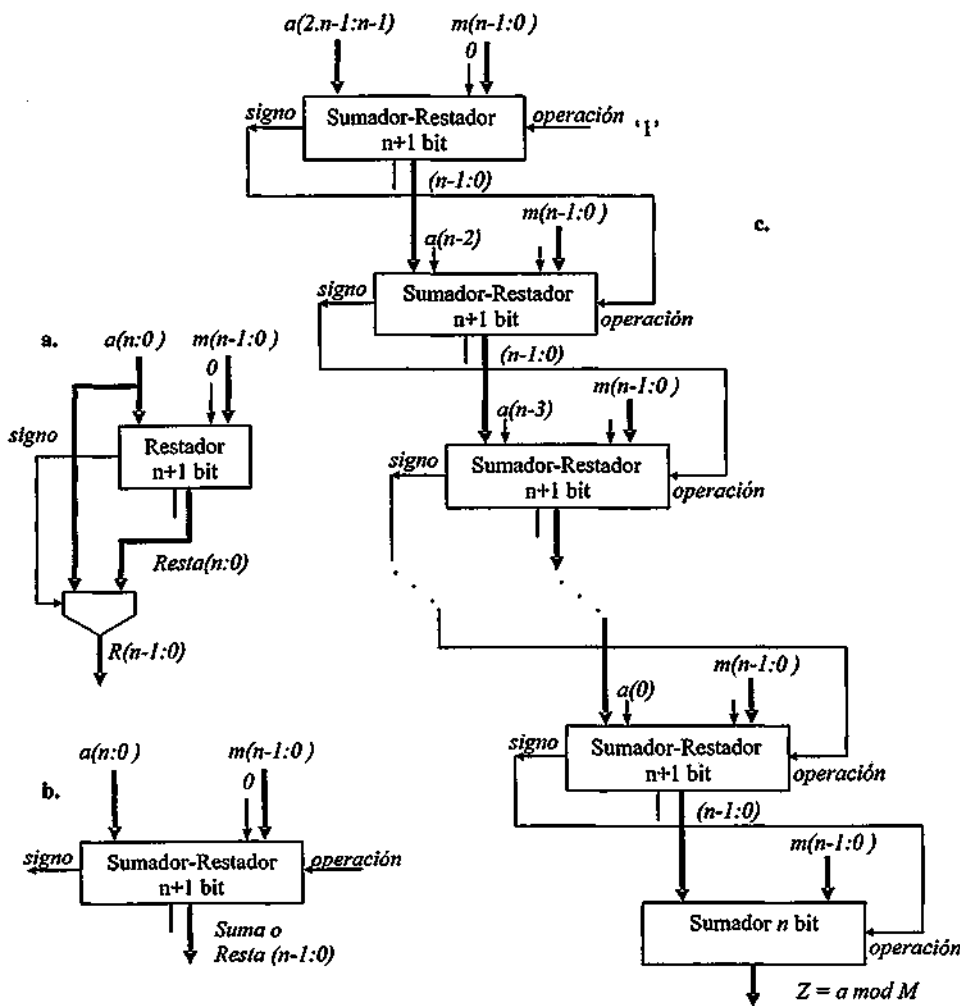 a(2.n-1:n-1) m(n-1:0)
0
signo Sumador-Restador operación '1'
n+1 bit
(n-1:0)
m(n-1:0) c.
a(n-2)
signo Sumador-Restador
n+1 bit operación
a.
a(n:0) m(n-1:0)
0
(n-1:0)
m(n-1:0)
a(n-3)
signo Restador
n+1 bit
signo Sumador-Restador
n+1 bit operación
Resta(n:0)
R(n-1:0)
m(n-1:0)
a(0)
signo Sumador-Restador
n+1 bit operación
(n-1:0)
a(n:0) m(n-1:0)
b. 0
signo Sumador-Restador operación
n+1 bit
Suma o
Resta (n-1:0)
m(n-1:0)
Sumador n bit
operación
Z = a mod M